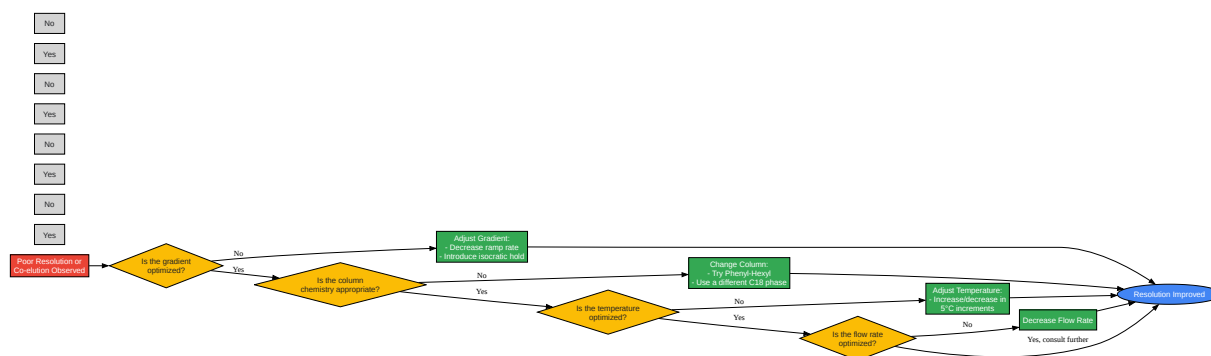 No
Yes
No
Yes
No
Yes
No
Yes
Poor Resolution or
Co-elution Observed
Is the gradient
optimized?
No
Yes
Adjust Gradient:
- Decrease ramp rate
- Introduce isocratic hold
Is the column
chemistry appropriate?
No
Yes
Change Column:
- Try Phenyl-Hexyl
- Use a different C18 phase
Is the temperature
optimized?
No
Yes
Adjust Temperature:
- Increase/decrease in
5°C increments
Is the flow rate
optimized?
No
Decrease Flow Rate
Yes, consult further
Resolution Improved